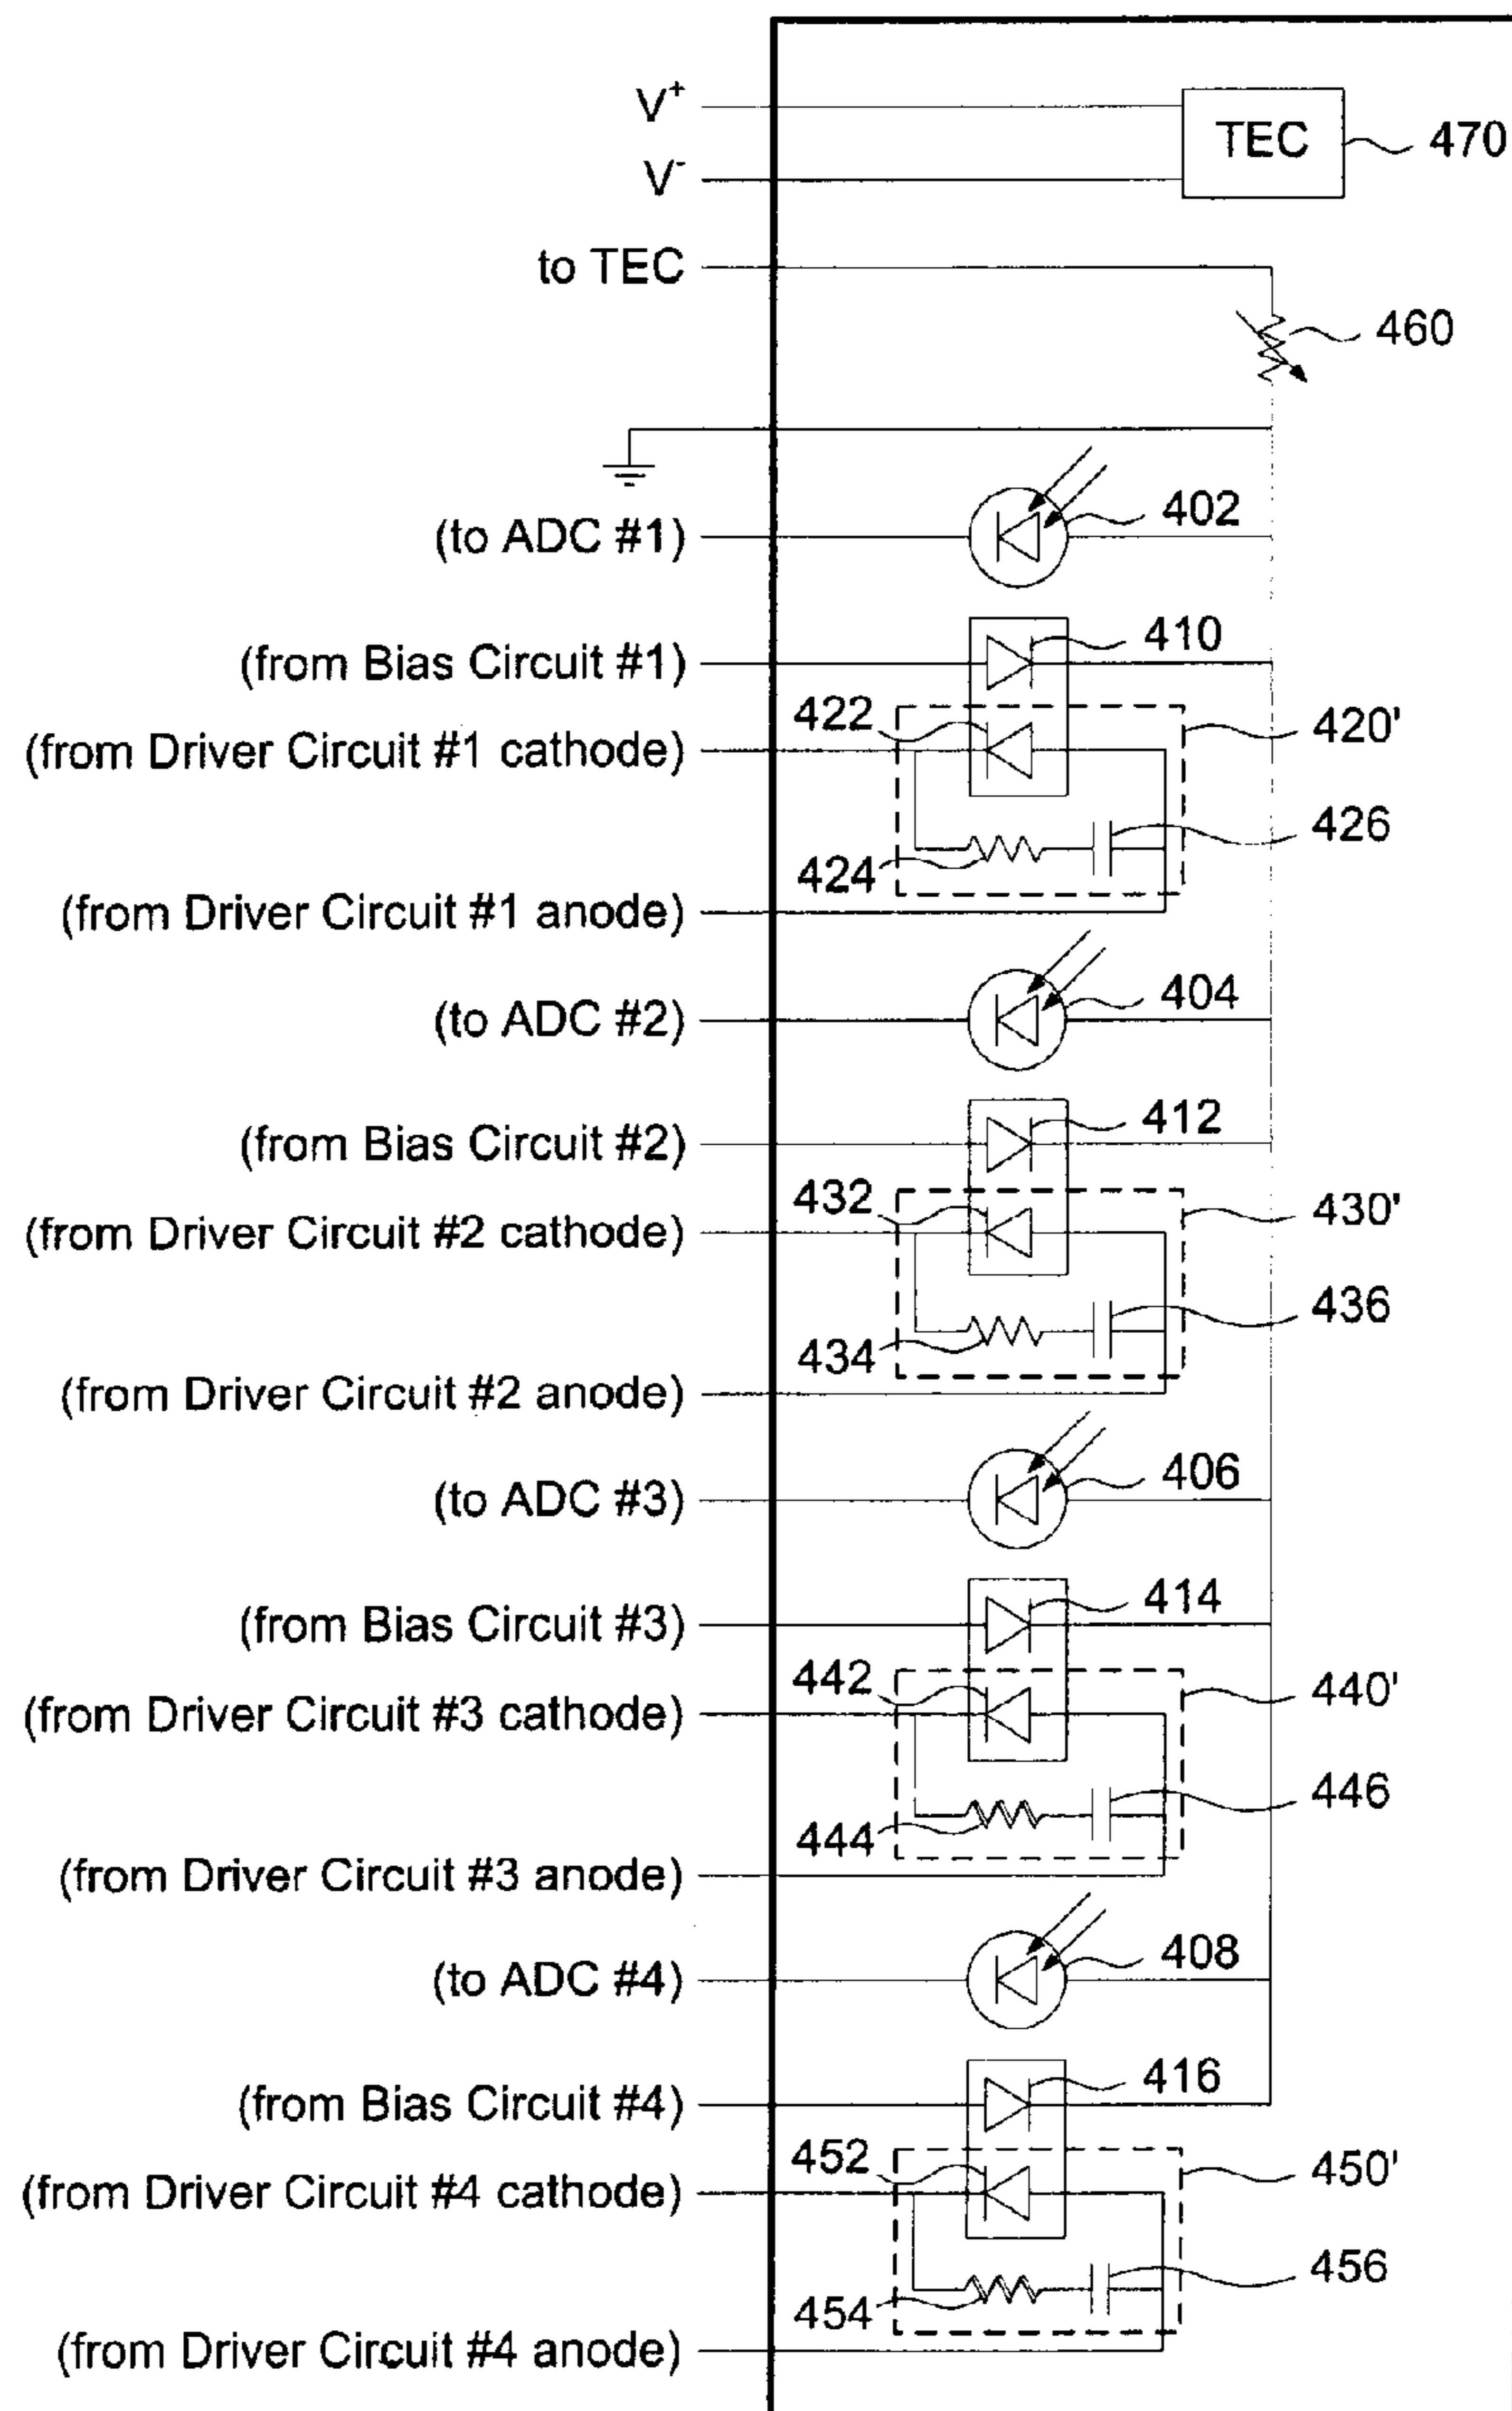 V+
TEC
470
V-
to TEC
460
(to ADC #1)
402
(from Bias Circuit #1)
410
422
420'
(from Driver Circuit #1 cathode)
426
424
(from Driver Circuit #1 anode)
(to ADC #2)
404
(from Bias Circuit #2)
412
432
430'
(from Driver Circuit #2 cathode)
436
434
(from Driver Circuit #2 anode)
(to ADC #3)
406
(from Bias Circuit #3)
414
442
440'
(from Driver Circuit #3 cathode)
446
444
(from Driver Circuit #3 anode)
(to ADC #4)
408
(from Bias Circuit #4)
416
452
450'
(from Driver Circuit #4 cathode)
456
454
(from Driver Circuit #4 anode)